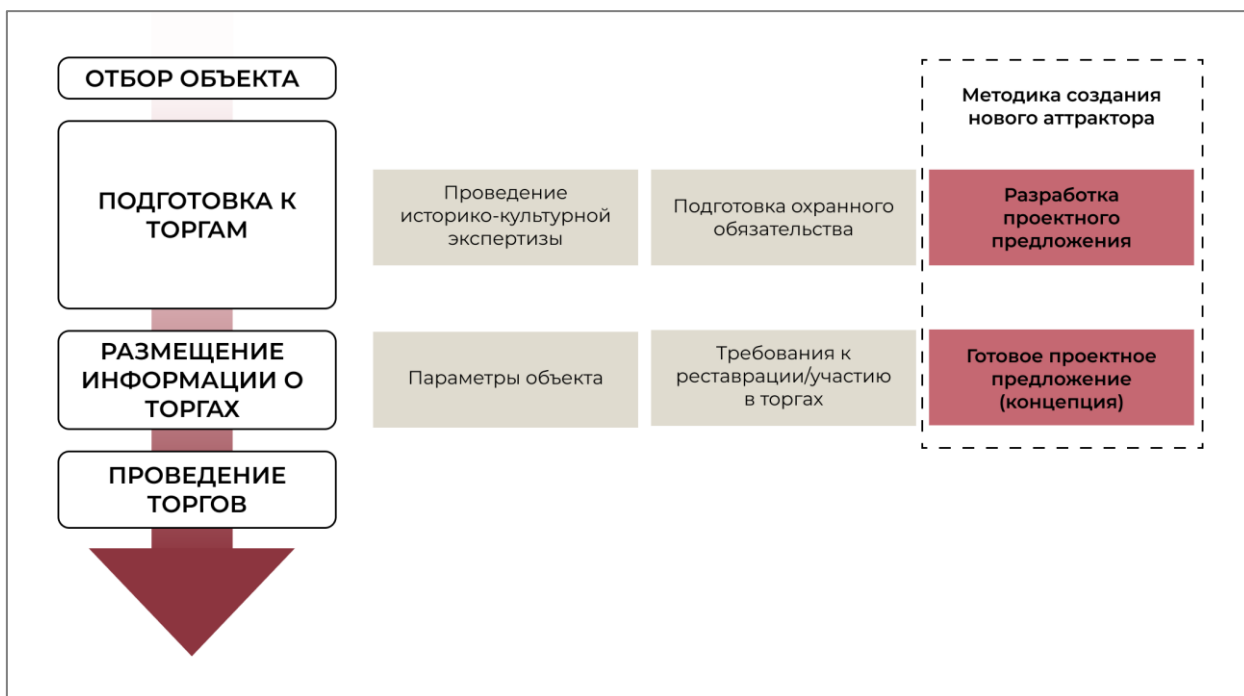 ОТБОР ОБЪЕКТА
Методика создания
нового аттрактора
ПОДГОТОВКА К
ТОРГАМ
Проведение
историко-культурной
экспертизы
Подготовка охранного
обязательства
Разработка
проектного
предложения
РАЗМЕЩЕНИЕ
ИНФОРМАЦИИ О
ТОРГАХ
Параметры объекта
Требования к
реставрации/участию
в торгах
Готовое проектное
предложение
(концепция)
ПРОВЕДЕНИЕ
ТОРГОВ